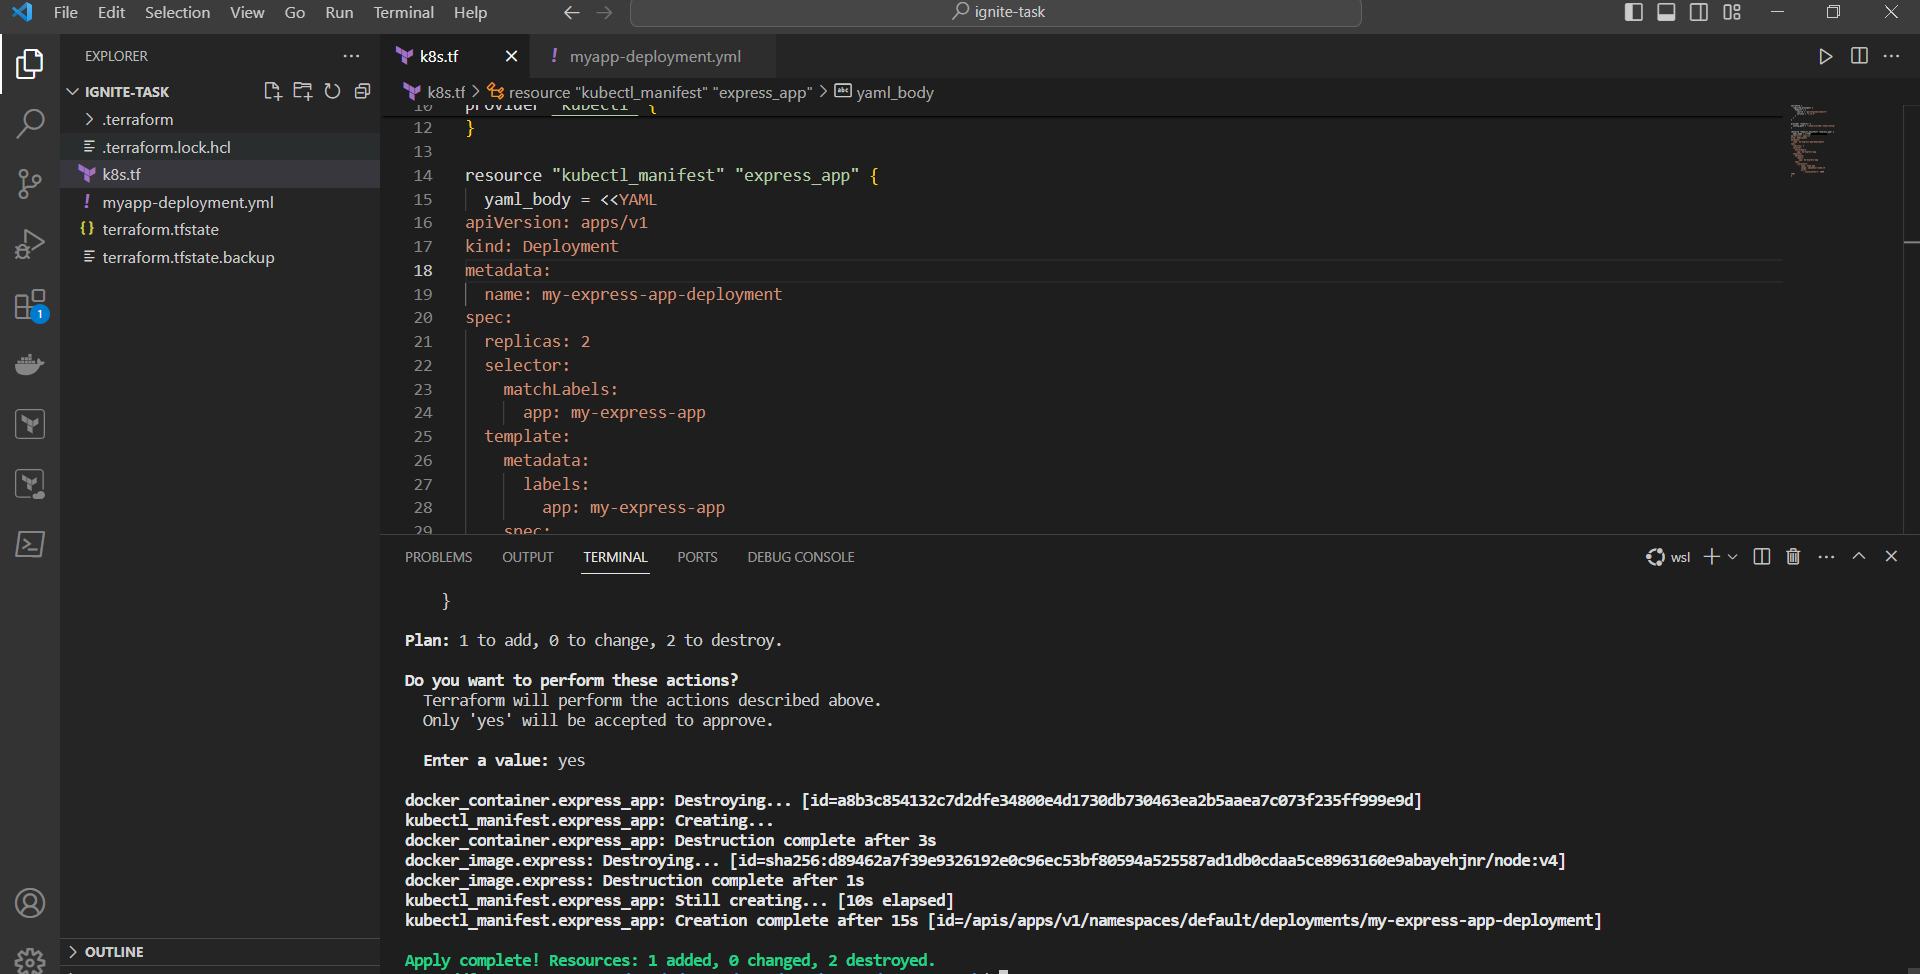 File Edit Selection View Go Run Terminal Help
ignite-task
EXPLORER
IGNITE-TASK
.terraform
.terraform.lock.hcl
k8s.tf
! myapp-deployment.yml
{} terraform.tfstate
terraform.tfstate.backup
OUTLINE
1
k8s.tf
! myapp-deployment.yml
k8s.tf > resource "kubectl_manifest" "express_app" > abc yaml_body
10 provider "kubectl" {
12 }
13
14 resource "kubectl_manifest" "express_app" {
15 yaml_body = <<YAML
16 apiVersion: apps/v1
17 kind: Deployment
18 metadata:
19 name: my-express-app-deployment
20 spec:
21 replicas: 2
22 selector:
23 matchLabels:
24 app: my-express-app
25 template:
26 metadata:
27 labels:
28 app: my-express-app
29 spec:
PROBLEMS OUTPUT TERMINAL PORTS DEBUG CONSOLE
wsl
}
Plan: 1 to add, 0 to change, 2 to destroy.
Do you want to perform these actions?
Terraform will perform the actions described above.
Only 'yes' will be accepted to approve.
Enter a value: yes
docker_container.express_app: Destroying... [id=a8b3c854132c7d2dfe34800e4d1730db730463ea2b5aaea7c073f235ff999e9d]
kubectl_manifest.express_app: Creating...
docker_container.express_app: Destruction complete after 3s
docker_image.express: Destroying... [id=sha256:d89462a7f39e9326192e0c96ec53bf80594a525587ad1db0cdaa5ce8963160e9abayehjnr/node:v4]
docker_image.express: Destruction complete after 1s
kubectl_manifest.express_app: Still creating... [10s elapsed]
kubectl_manifest.express_app: Creation complete after 15s [id=/apis/apps/v1/namespaces/default/deployments/my-express-app-deployment]
Apply complete! Resources: 1 added, 0 changed, 2 destroyed.